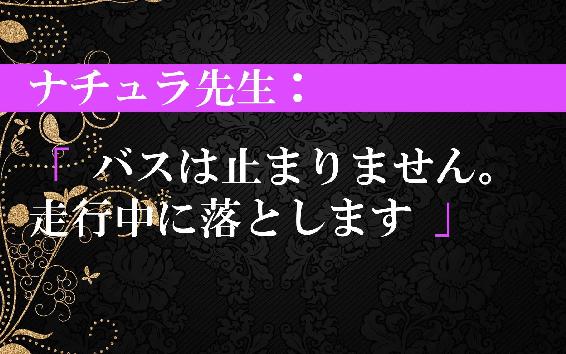 ナチュラ先生：
「 バスは止まりません。
走行中に落とします 」